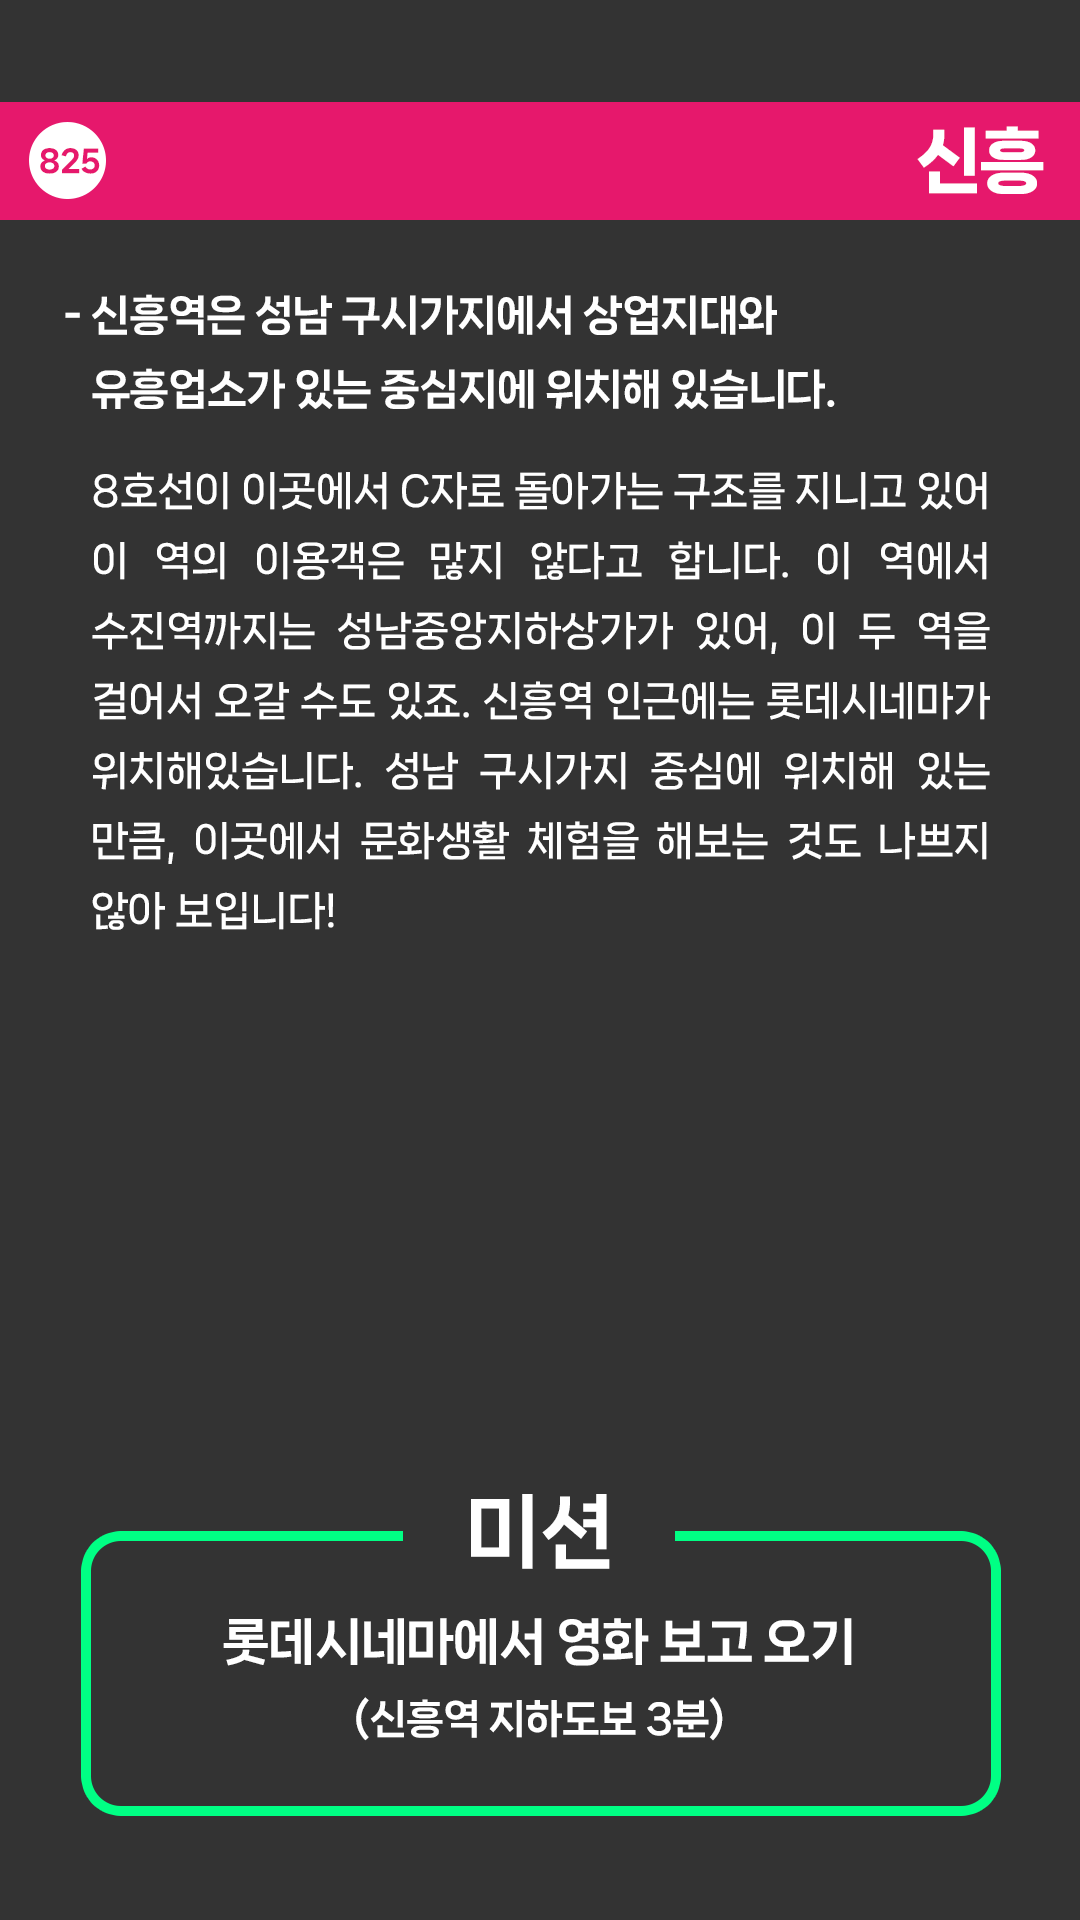 825
신흥
- 신흥역은 성남 구시가지에서 상업지대와
유흥업소가 있는 중심지에 위치해 있습니다.
8호선이 이곳에서 C자로 돌아가는 구조를 지니고 있어
이 역의 이용객은 많지 않다고 합니다. 이 역에서
수진역까지는 성남중앙지하상가가 있어, 이 두 역을
걸어서 오갈 수도 있죠. 신흥역 인근에는 롯데시네마가
위치해있습니다. 성남 구시가지 중심에 위치해 있는
만큼, 이곳에서 문화생활 체험을 해보는 것도 나쁘지
않아 보입니다!
미션
롯데시네마에서 영화 보고 오기
(신흥역 지하도보 3분)